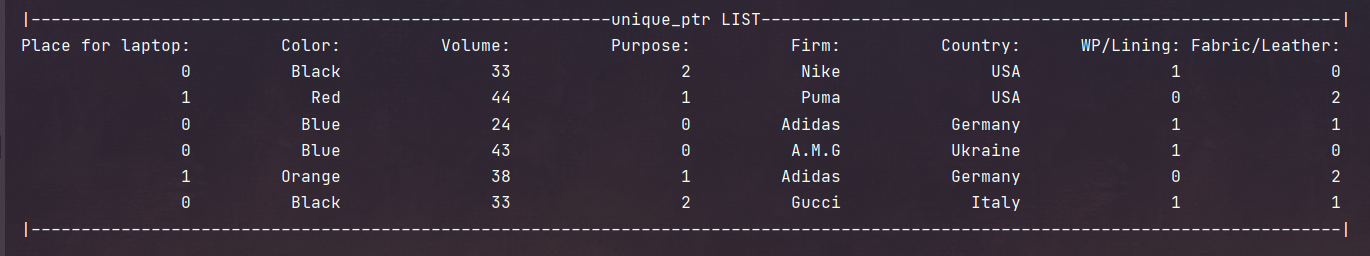 |----------------------------------------------------------unique_ptr LIST----------------------------------------------------------|
Place for laptop: Color: Volume: Purpose: Firm: Country: WP/Lining: Fabric/Leather:
0 Black 33 2 Nike USA 1 0
1 Red 44 1 Puma USA 0 2
0 Blue 24 0 Adidas Germany 1 1
0 Blue 43 0 A.M.G Ukraine 1 0
1 Orange 38 1 Adidas Germany 0 2
0 Black 33 2 Gucci Italy 1 1
|-----------------------------------------------------------------------------------------------------------------------------------|